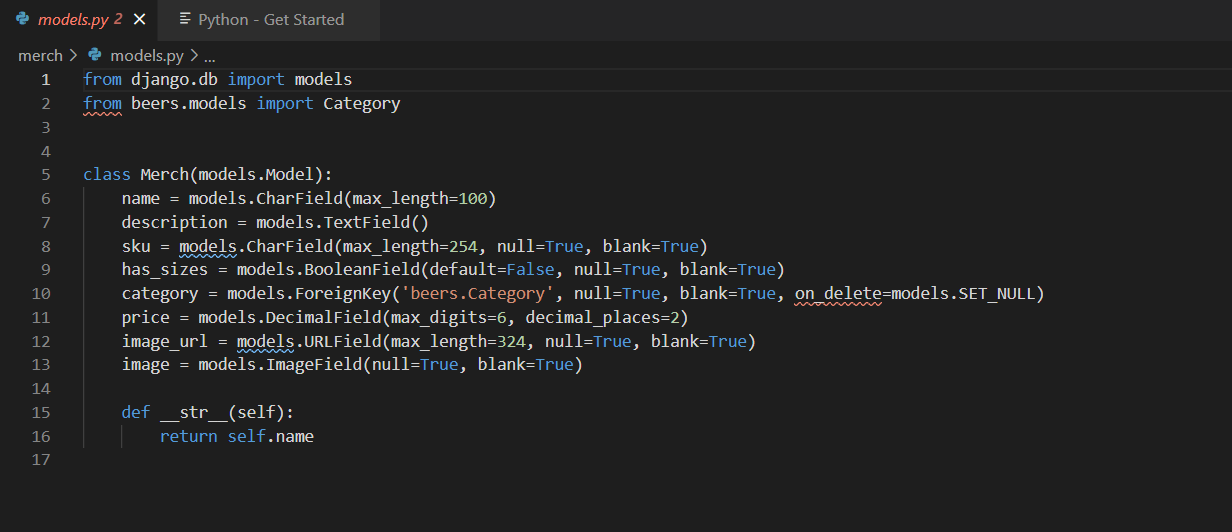 models.py 2 Python - Get Started
merch > models.py > ...
1 from django.db import models
2 from beers.models import Category
3
4
5 class Merch(models.Model):
6     name = models.CharField(max_length=100)
7     description = models.TextField()
8     sku = models.CharField(max_length=254, null=True, blank=True)
9     has_sizes = models.BooleanField(default=False, null=True, blank=True)
10     category = models.ForeignKey('beers.Category', null=True, blank=True, on_delete=models.SET_NULL)
11     price = models.DecimalField(max_digits=6, decimal_places=2)
12     image_url = models.URLField(max_length=324, null=True, blank=True)
13     image = models.ImageField(null=True, blank=True)
14
15     def __str__(self):
16         return self.name
17